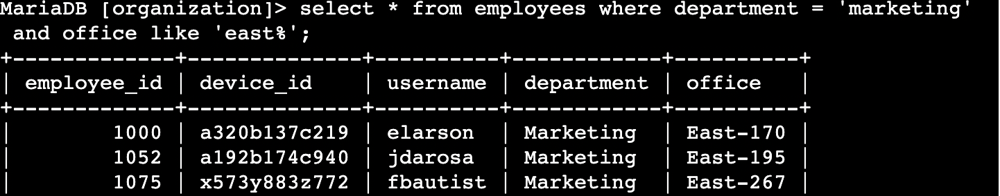 MariaDB [organization]> select * from employees where department = 'marketing'
 and office like 'east%';
+-------------+--------------+----------+------------+----------+
| employee_id | device_id    | username | department | office   |
+-------------+--------------+----------+------------+----------+
|        1000 | a320b137c219 | elarson  | Marketing  | East-170 |
|        1052 | a192b174c940 | jdarosa  | Marketing  | East-195 |
|        1075 | x573y883z772 | fbautist | Marketing  | East-267 |